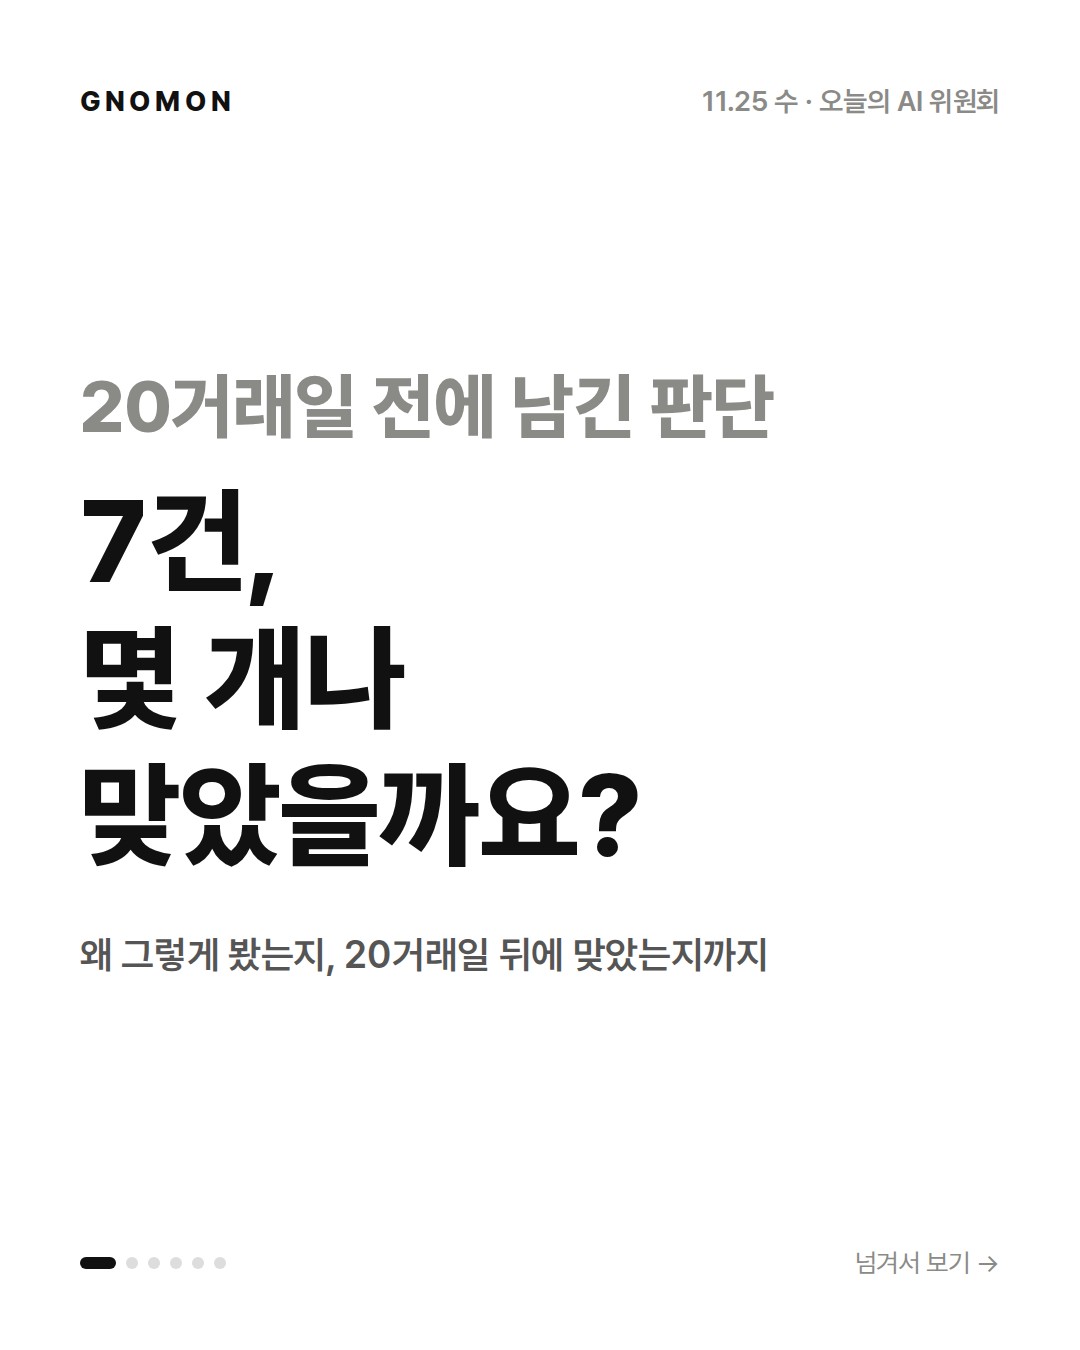 GNOMON
11.25 수 · 오늘의 AI 위원회
20거래일 전에 남긴 판단
7건,
몇 개나
맞았을까요?
왜 그렇게 봤는지, 20거래일 뒤에 맞았는지까지
넘겨서 보기 →